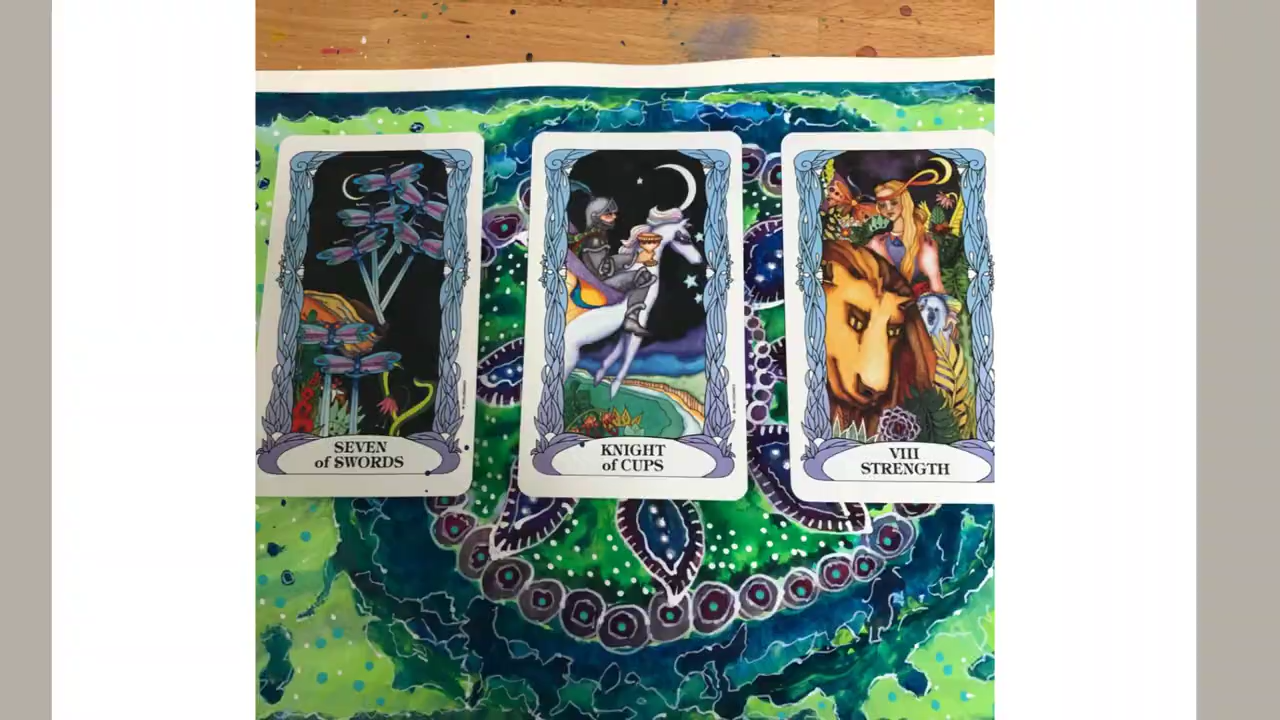 SEVEN
of SWORDS
KNIGHT
of CUPS
VIII
STRENGTH